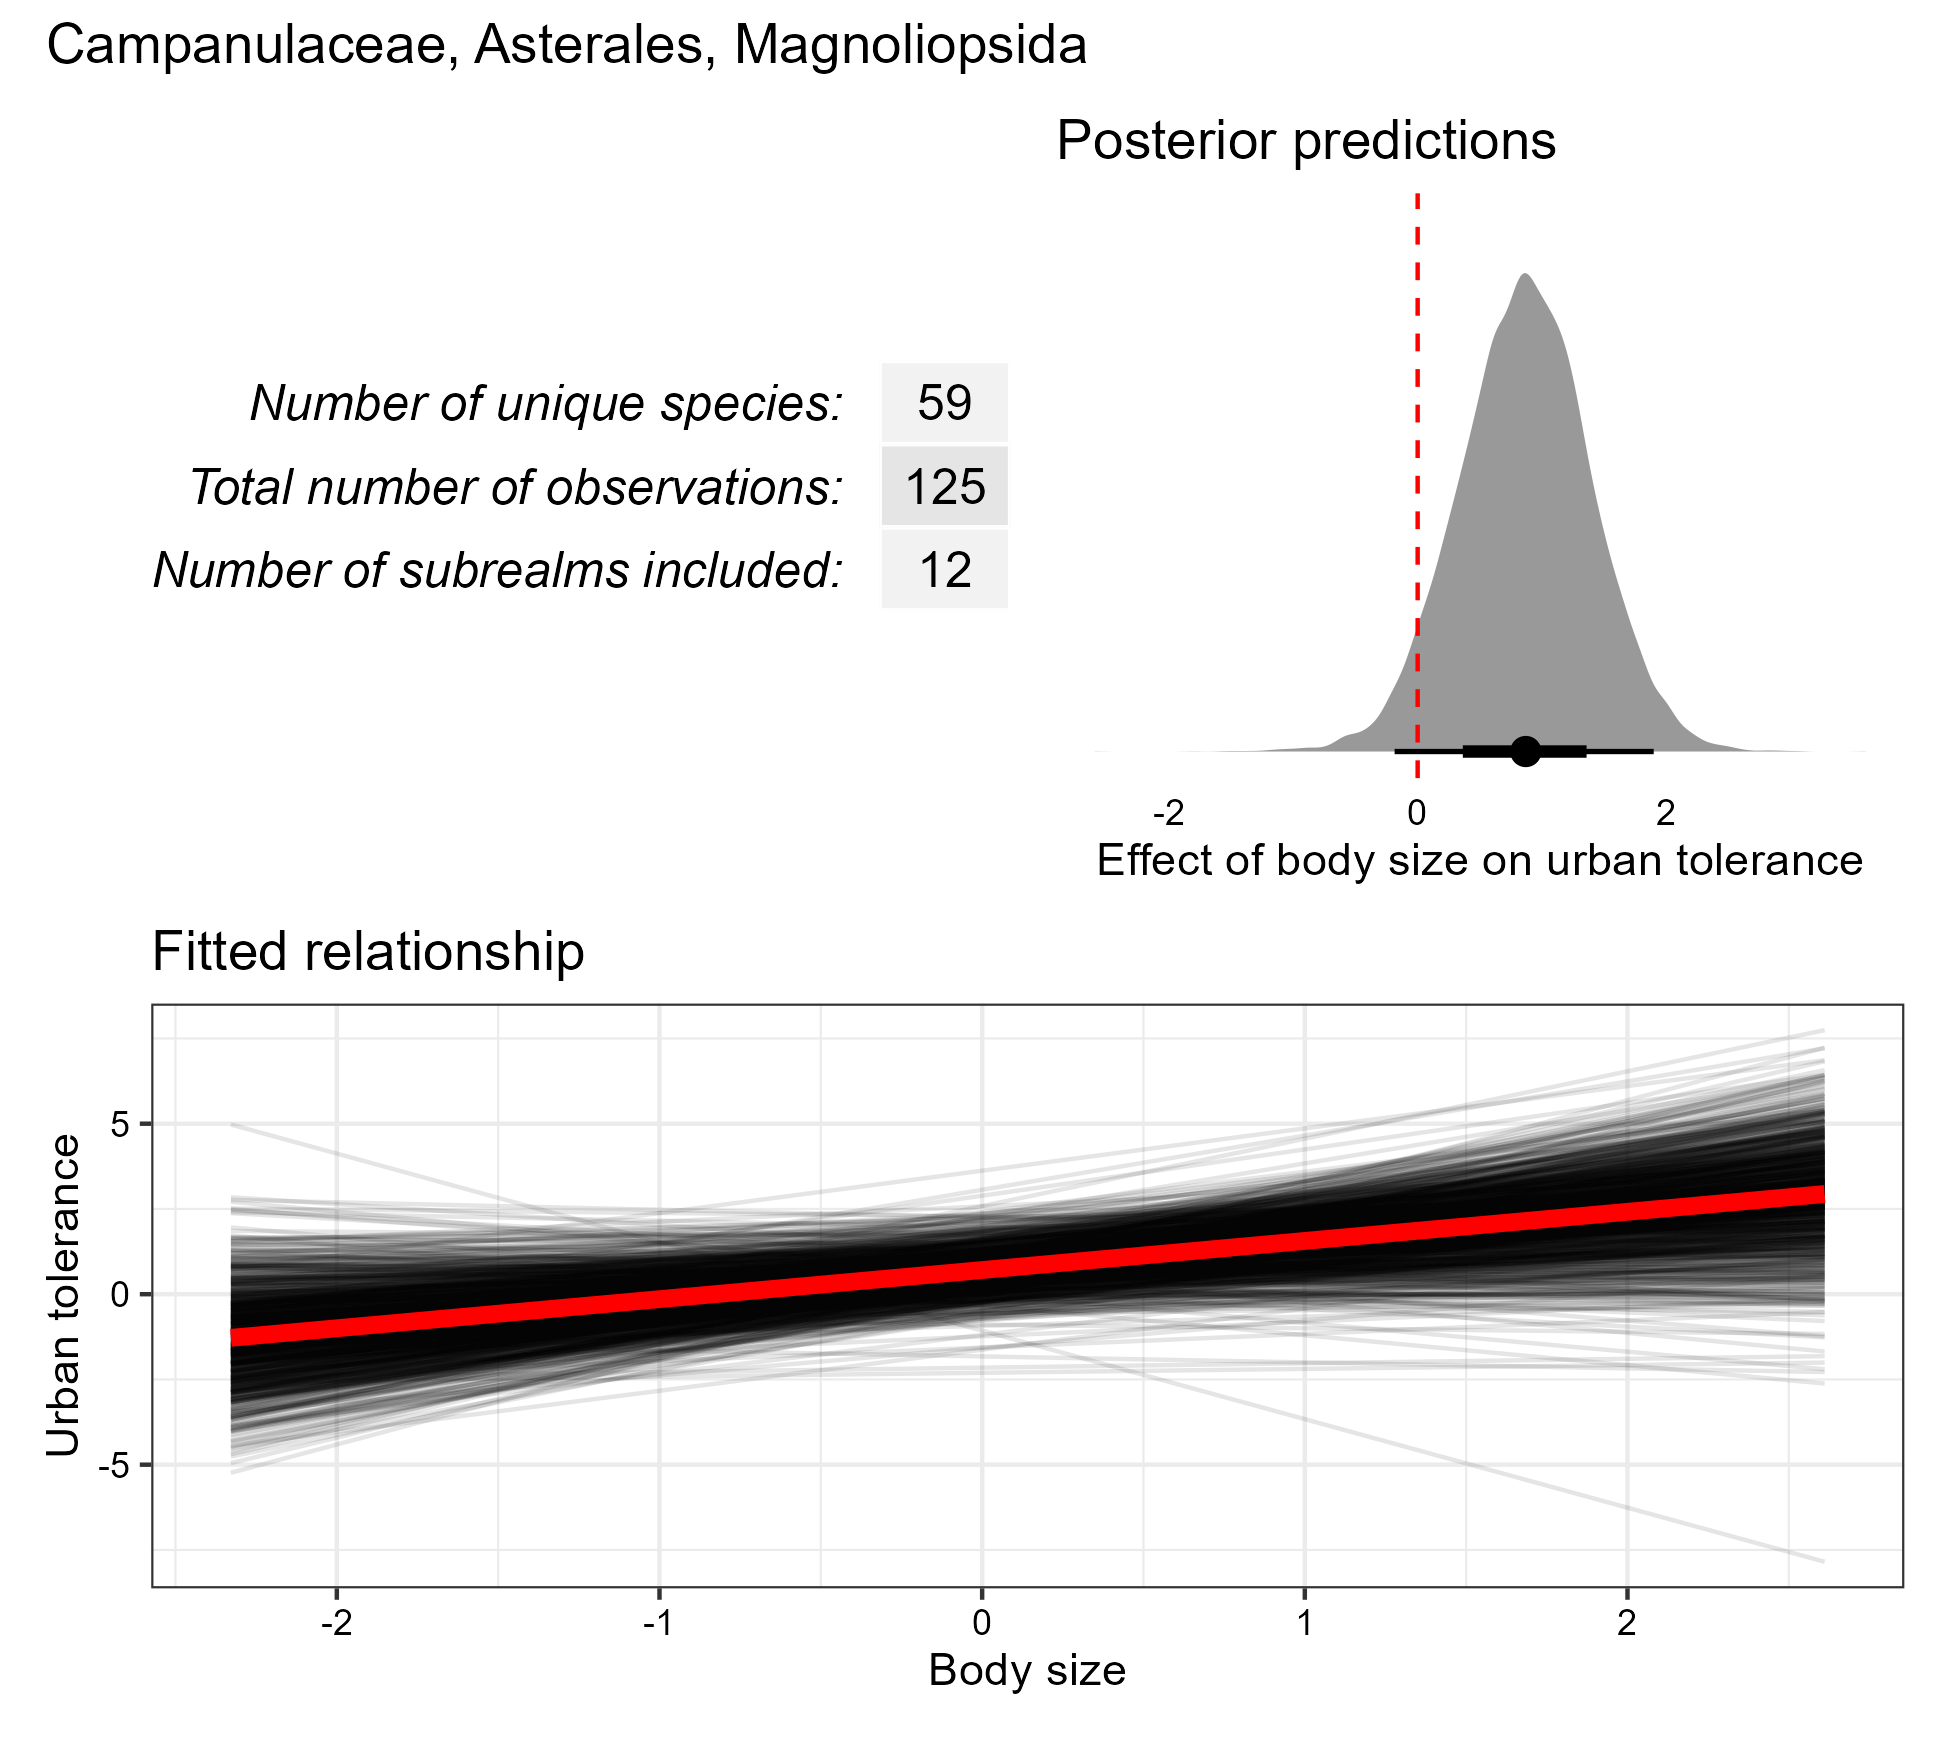 Campanulaceae, Asterales, Magnoliopsida
Posterior predictions
Number of unique species: 59
Total number of observations: 125
Number of subrealms included: 12
-2 0 2
Effect of body size on urban tolerance
Fitted relationship
Urban tolerance
5
0
-5
-2 -1 0 1 2
Body size